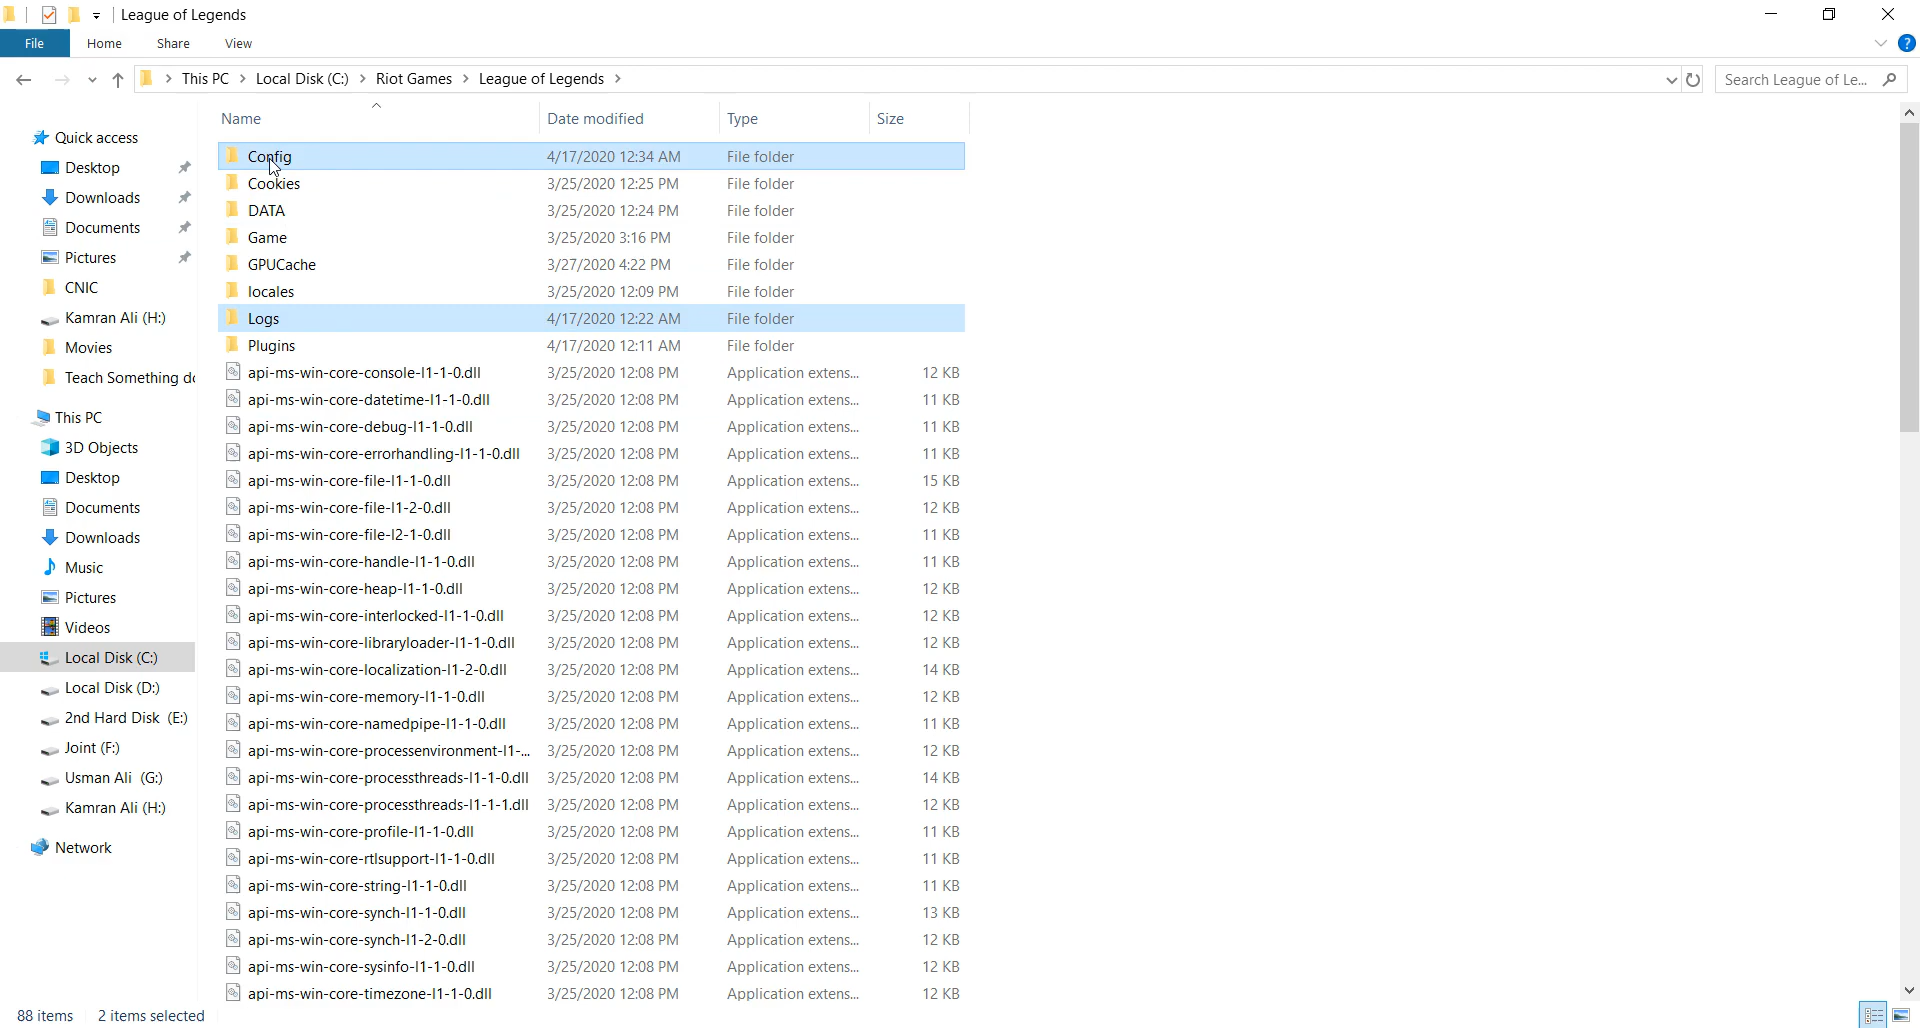 League of Legends
File Home Share View
This PC Local Disk (C:) Riot Games League of Legends
Search League of Le...
Quick access
Desktop
Downloads
Documents
Pictures
CNIC
Kamran Ali (H:)
Movies
Teach Something
This PC
3D Objects
Desktop
Documents
Downloads
Music
Pictures
Videos
Local Disk (C:)
Local Disk (D:)
2nd Hard Disk (E:)
Joint (F:)
Usman Ali (G:)
Kamran Ali (H:)
Network
Name Date modified Type Size
Config 4/17/2020 12:34 AM File folder
Cookies 3/25/2020 12:25 PM File folder
DATA 3/25/2020 12:24 PM File folder
Game 3/25/2020 3:16 PM File folder
GPUCache 3/27/2020 4:22 PM File folder
locales 3/25/2020 12:09 PM File folder
Logs 4/17/2020 12:22 AM File folder
Plugins 4/17/2020 12:11 AM File folder
api-ms-win-core-console-l1-1-0.dll 3/25/2020 12:08 PM Application extens... 12 KB
api-ms-win-core-datetime-l1-1-0.dll 3/25/2020 12:08 PM Application extens... 11 KB
api-ms-win-core-debug-l1-1-0.dll 3/25/2020 12:08 PM Application extens... 11 KB
api-ms-win-core-errorhandling-l1-1-0.dll 3/25/2020 12:08 PM Application extens... 11 KB
api-ms-win-core-file-l1-1-0.dll 3/25/2020 12:08 PM Application extens... 15 KB
api-ms-win-core-file-l1-2-0.dll 3/25/2020 12:08 PM Application extens... 12 KB
api-ms-win-core-file-l2-1-0.dll 3/25/2020 12:08 PM Application extens... 11 KB
api-ms-win-core-handle-l1-1-0.dll 3/25/2020 12:08 PM Application extens... 11 KB
api-ms-win-core-heap-l1-1-0.dll 3/25/2020 12:08 PM Application extens... 12 KB
api-ms-win-core-interlocked-l1-1-0.dll 3/25/2020 12:08 PM Application extens... 12 KB
api-ms-win-core-libraryloader-l1-1-0.dll 3/25/2020 12:08 PM Application extens... 12 KB
api-ms-win-core-localization-l1-2-0.dll 3/25/2020 12:08 PM Application extens... 14 KB
api-ms-win-core-memory-l1-1-0.dll 3/25/2020 12:08 PM Application extens... 12 KB
api-ms-win-core-namedpipe-l1-1-0.dll 3/25/2020 12:08 PM Application extens... 11 KB
api-ms-win-core-processenvironment-l1-... 3/25/2020 12:08 PM Application extens... 12 KB
api-ms-win-core-processthreads-l1-1-0.dll 3/25/2020 12:08 PM Application extens... 14 KB
api-ms-win-core-processthreads-l1-1-1.dll 3/25/2020 12:08 PM Application extens... 12 KB
api-ms-win-core-profile-l1-1-0.dll 3/25/2020 12:08 PM Application extens... 11 KB
api-ms-win-core-rtlsupport-l1-1-0.dll 3/25/2020 12:08 PM Application extens... 11 KB
api-ms-win-core-string-l1-1-0.dll 3/25/2020 12:08 PM Application extens... 11 KB
api-ms-win-core-synch-l1-1-0.dll 3/25/2020 12:08 PM Application extens... 13 KB
api-ms-win-core-synch-l1-2-0.dll 3/25/2020 12:08 PM Application extens... 12 KB
api-ms-win-core-sysinfo-l1-1-0.dll 3/25/2020 12:08 PM Application extens... 12 KB
api-ms-win-core-timezone-l1-1-0.dll 3/25/2020 12:08 PM Application extens... 12 KB
88 items 2 items selected